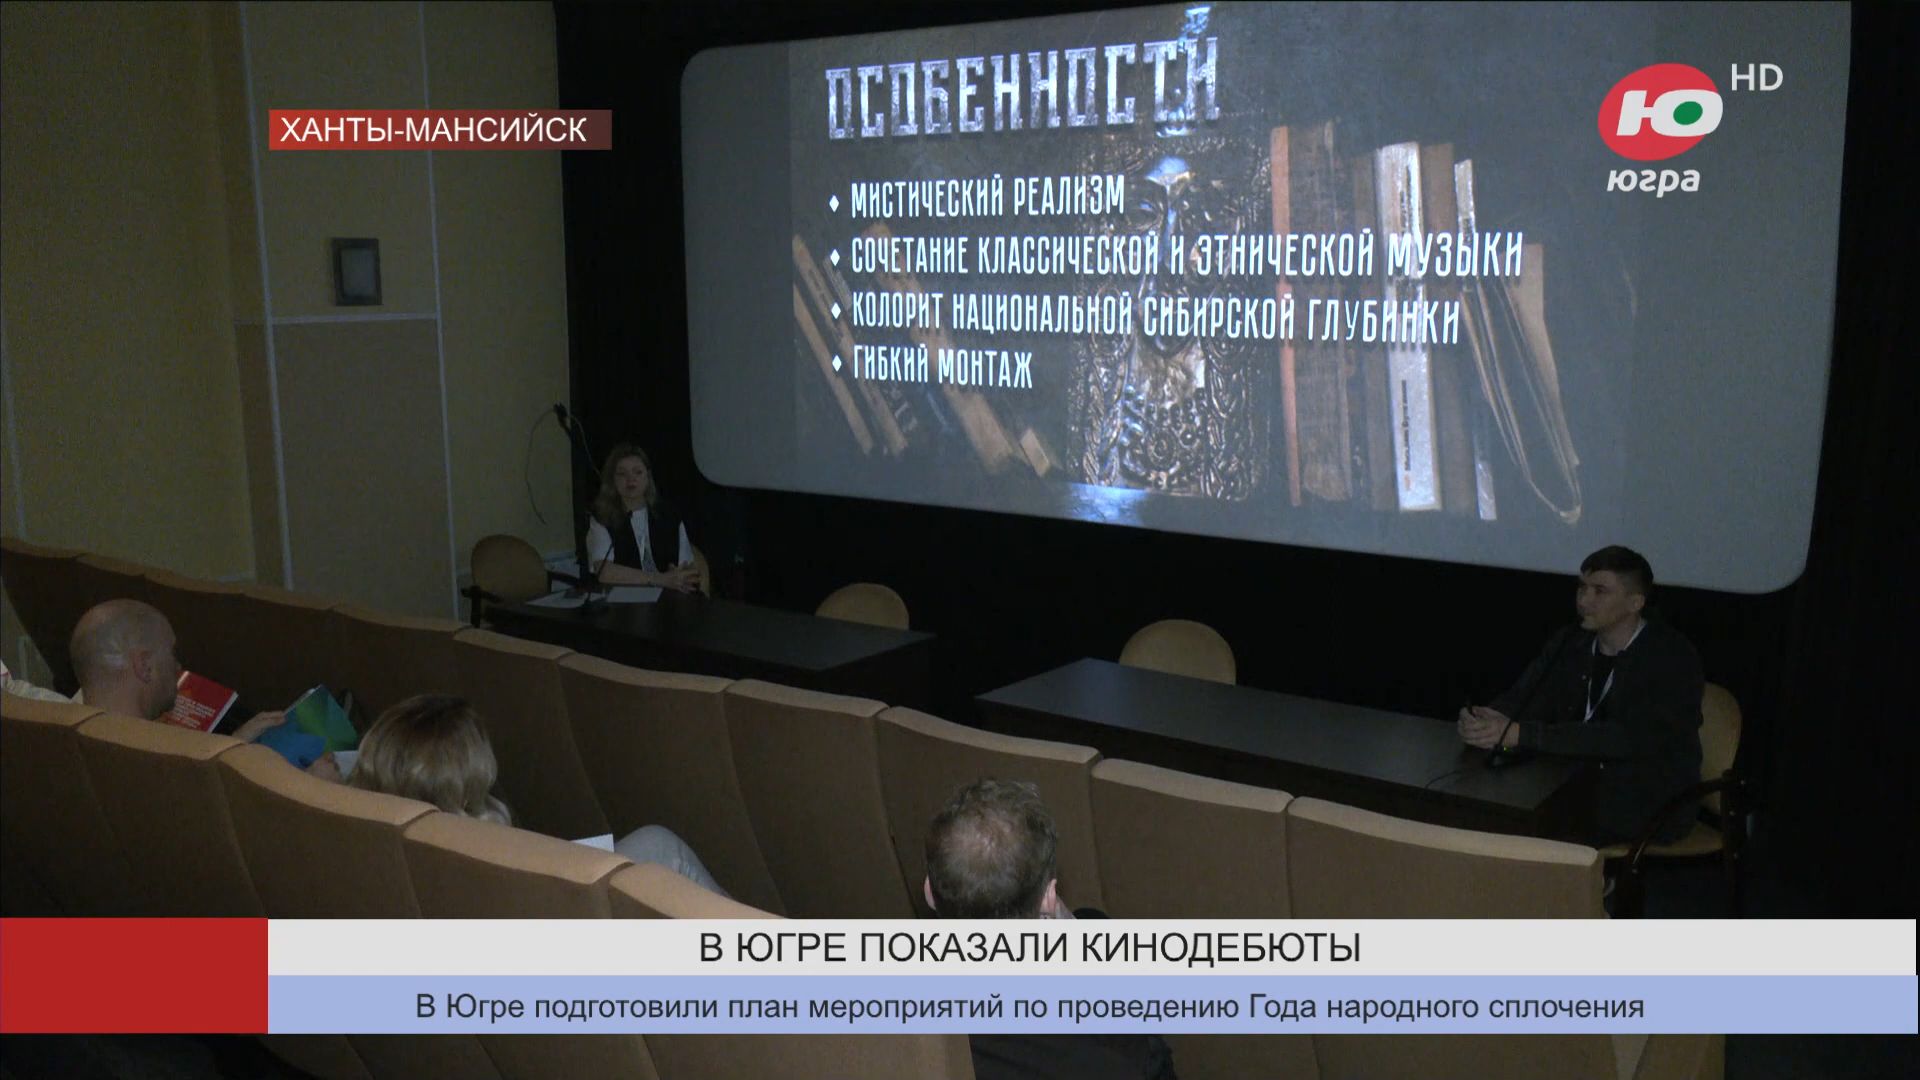 ОСОБЕННОСТИ
HD
ХАНТЫ-МАНСИЙСК
Ю
югра
• МИСТИЧЕСКИЙ РЕАЛИЗМ
• СОЧЕТАНИЕ КЛАССИЧЕСКОЙ И ЭТНИЧЕСКОЙ МУЗЫКИ
• КОЛОРИТ НАЦИОНАЛЬНОЙ СИБИРСКОЙ ГЛУБИНКИ
• ГИБКИЙ МОНТАЖ
В ЮГРЕ ПОКАЗАЛИ КИНОДЕБЮТЫ
В Югре подготовили план мероприятий по проведению Года народного сплочения